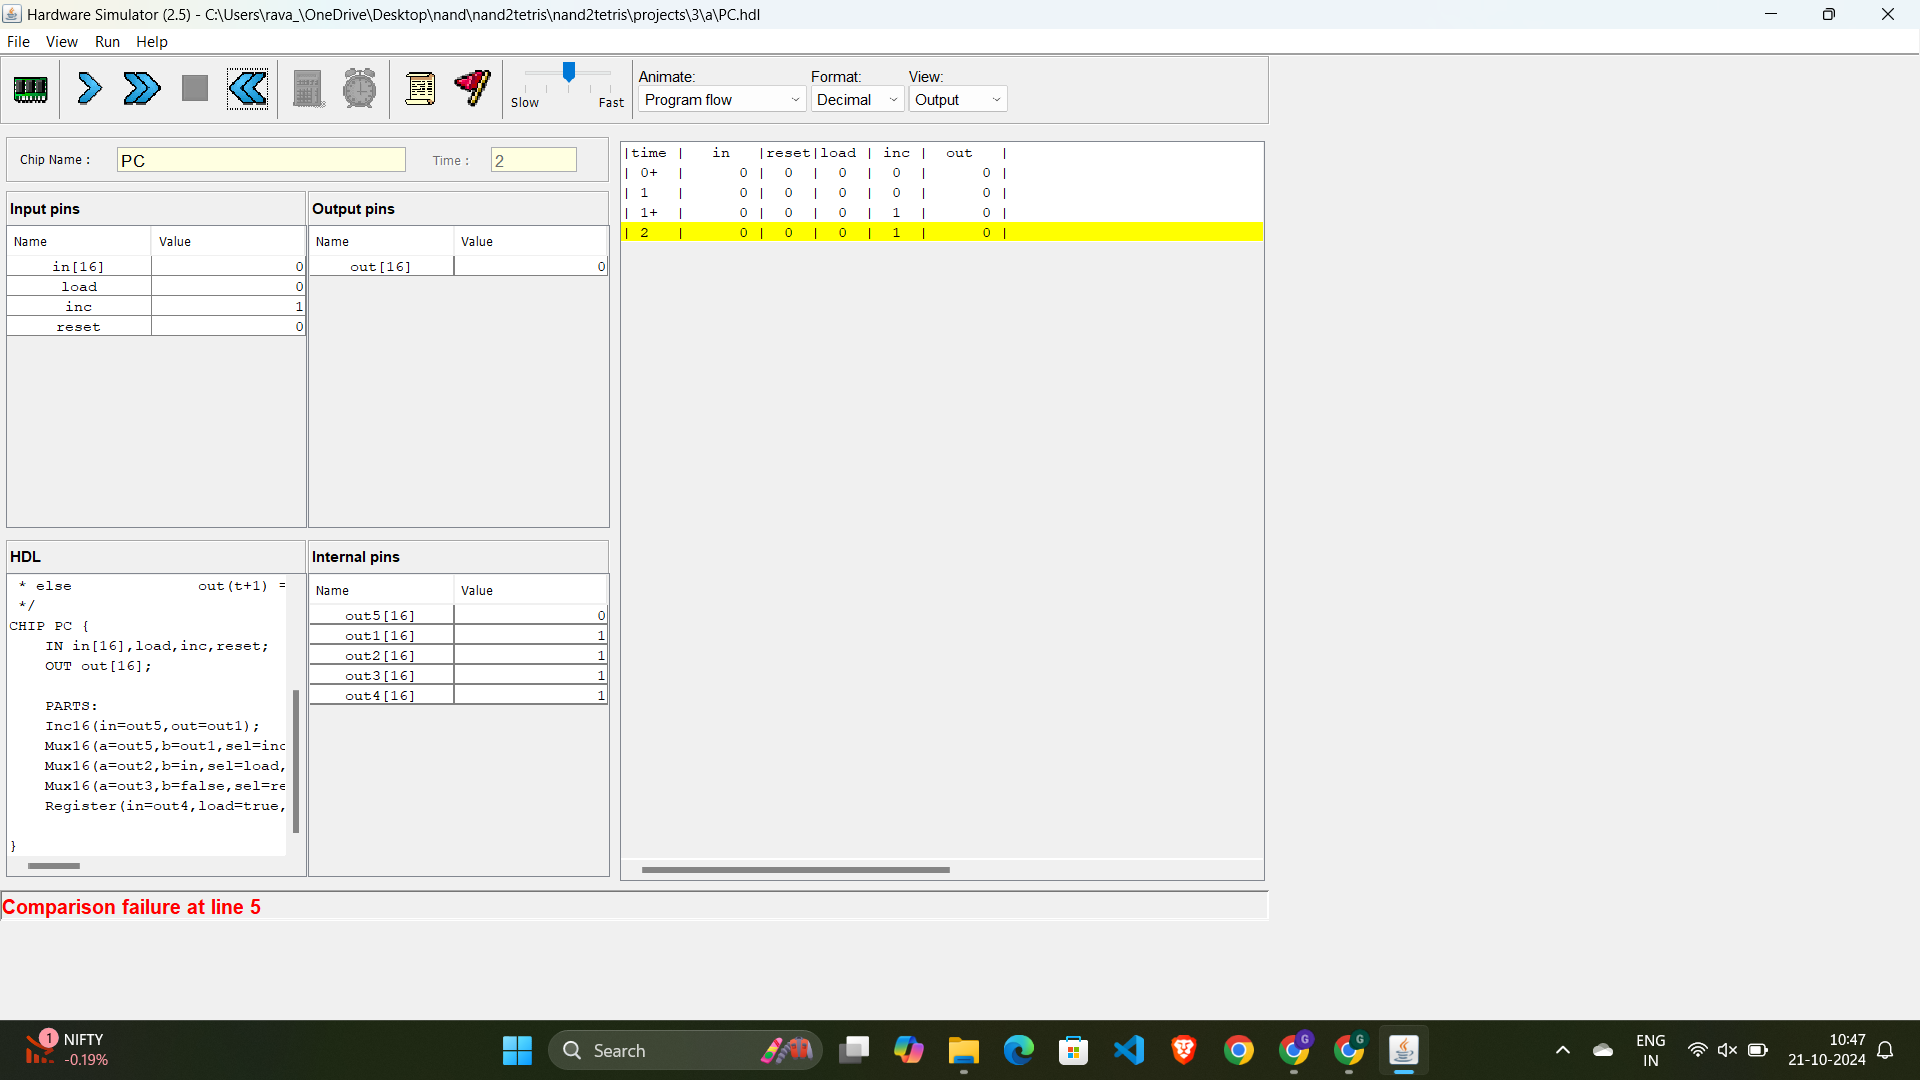 Hardware Simulator (2.5) - C:\Users\rava_\OneDrive\Desktop\nand\nand2tetris\nand2tetris\projects\3\a\PC.hdl
File View Run Help
Slow Fast
Animate: Format: View:
Program flow Decimal Output
Chip Name : PC Time : 2
Input pins
Name Value
in[16] 0
load 0
inc 1
reset 0
Output pins
Name Value
out[16] 0
|time | in |reset|load | inc | out |
| 0+ | 0 | 0 | 0 | 0 | 0 |
| 1 | 0 | 0 | 0 | 0 | 0 |
| 1+ | 0 | 0 | 0 | 1 | 0 |
| 2 | 0 | 0 | 0 | 1 | 0 |
HDL
* else out(t+1) =
*/
CHIP PC {
IN in[16],load,inc,reset;
OUT out[16];
PARTS:
Inc16(in=out5,out=out1);
Mux16(a=out5,b=out1,sel=inc
Mux16(a=out2,b=in,sel=load,
Mux16(a=out3,b=false,sel=re
Register(in=out4,load=true,
}
Internal pins
Name Value
out5[16] 0
out1[16] 1
out2[16] 1
out3[16] 1
out4[16] 1
Comparison failure at line 5
1
NIFTY
-0.19%
Search
G
G
ENG
IN
10:47
21-10-2024